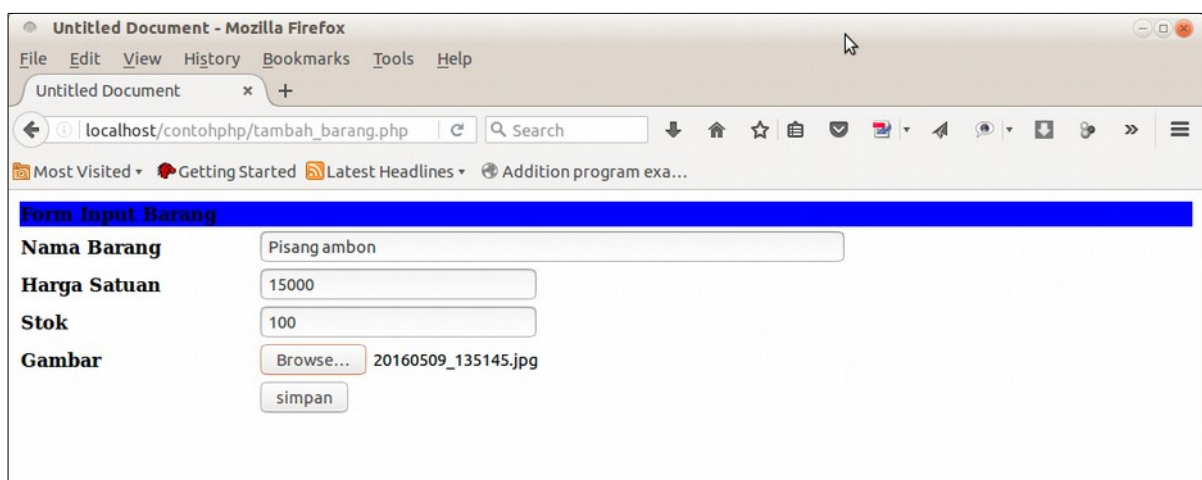 Untitled Document - Mozilla Firefox
File Edit View History Bookmarks Tools Help
Untitled Document × +
localhost/contohphp/tambah_barang.php Search
Most Visited Getting Started Latest Headlines Addition program exa...
Form Input Barang
Nama Barang Pisang ambon
Harga Satuan 15000
Stok 100
Gambar Browse... 20160509_135145.jpg
simpan